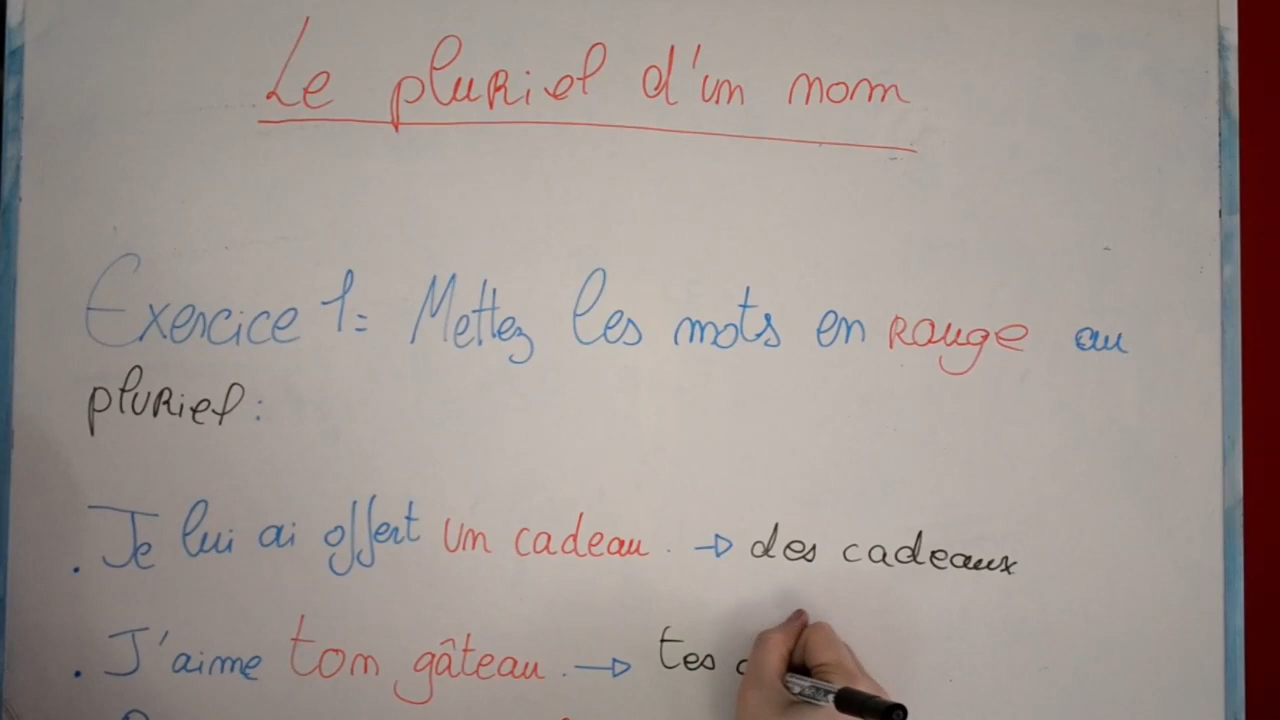 Le pluriel d'un nom
Exercice 1: Mettez les mots en rouge au
pluriel:
. Je lui ai offert un cadeau. → des cadeaux
. J'aime ton gâteau. → tes